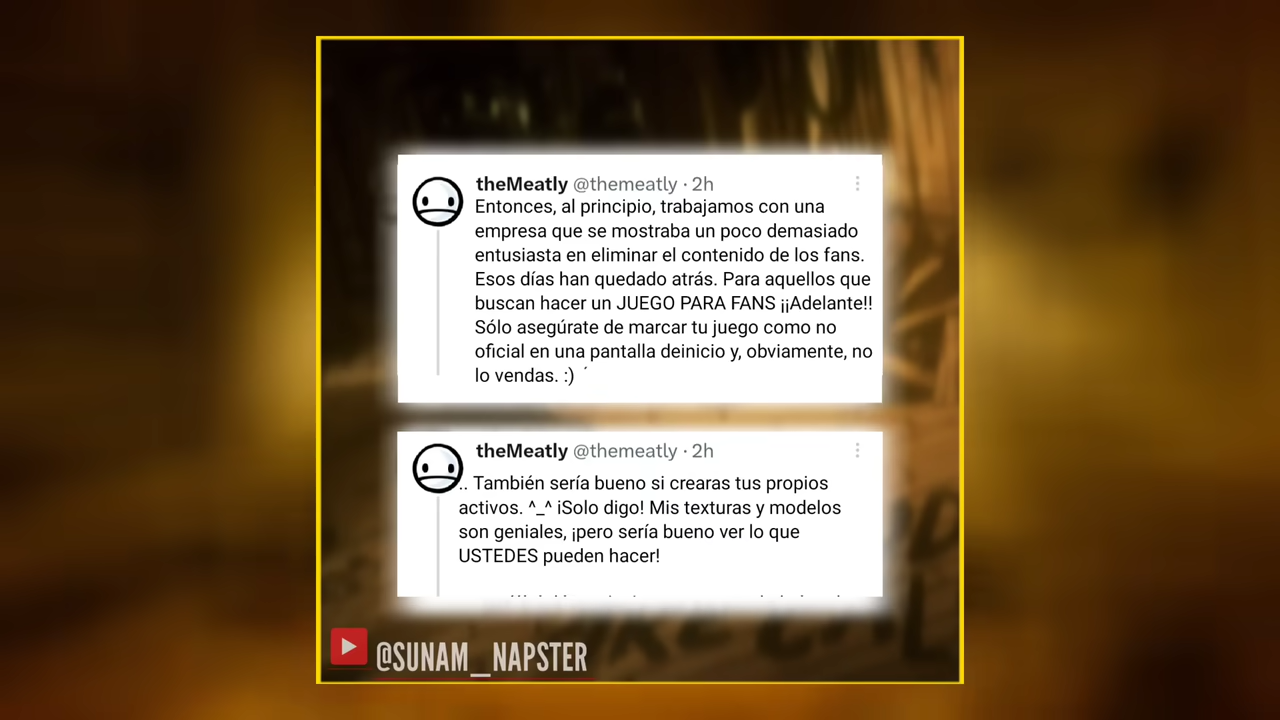 theMeatly @themeatly · 2h
Entonces, al principio, trabajamos con una
empresa que se mostraba un poco demasiado
entusiasta en eliminar el contenido de los fans.
Esos días han quedado atrás. Para aquellos que
buscan hacer un JUEGO PARA FANS ¡¡Adelante!!
Sólo asegúrate de marcar tu juego como no
oficial en una pantalla deinicio y, obviamente, no
lo vendas. :) ´
theMeatly @themeatly · 2h
.. También sería bueno si crearas tus propios
activos. ^_^ ¡Solo digo! Mis texturas y modelos
son geniales, ¡pero sería bueno ver lo que
USTEDES pueden hacer!
@SUNAM_NAPSTER